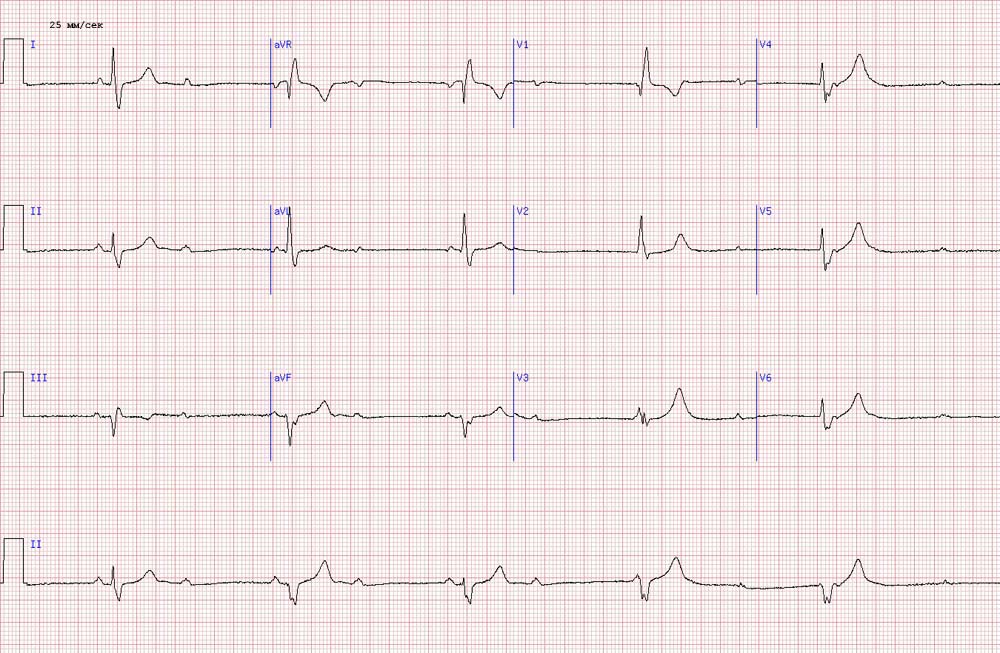 25 мм/сек
I aVR V1 V4
II aVL V2 V5
III aVF V3 V6
II